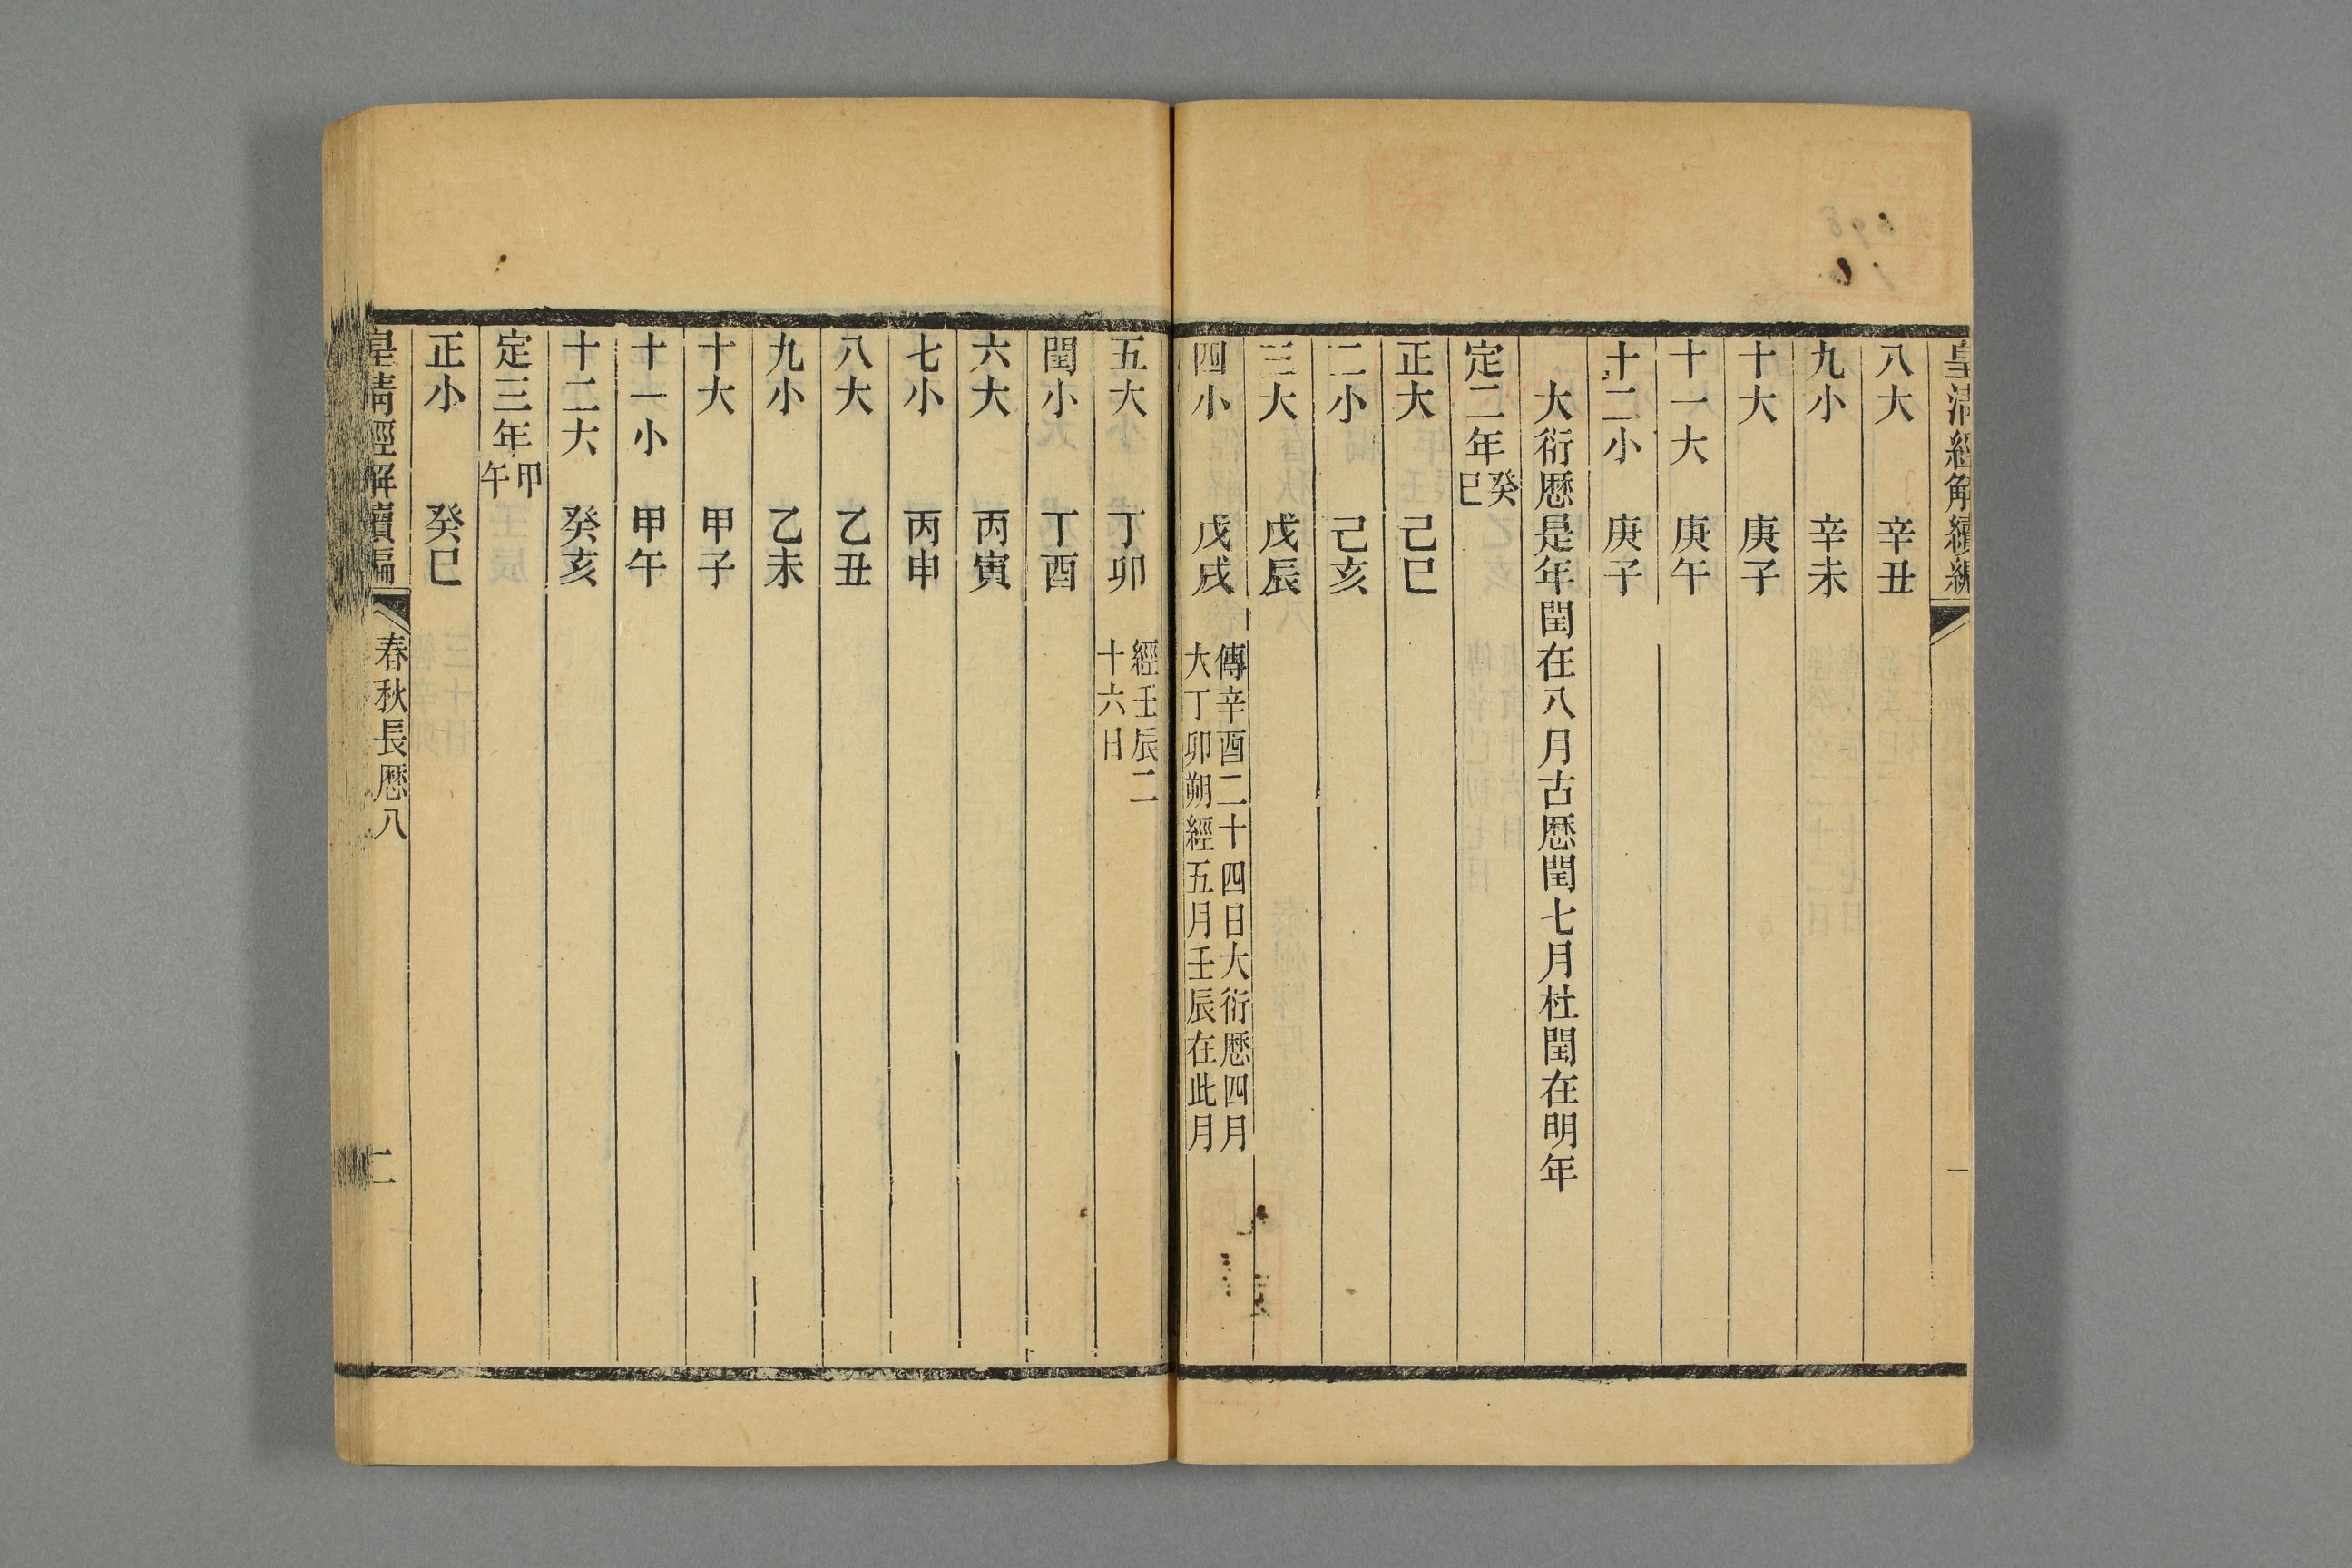 皇清經解續編 一
八大 辛丑
九小 辛未
十大 庚子
十一大 庚午
十二小 庚子
大衍厯是年閏在八月古厯閏七月杜閏在明年
定二年癸巳
正大 己巳
二小 己亥
三大 戊辰
四小 戊戌 傳辛酉二十四日大衍厯四月
大丁卯朔經五月壬辰在此月
五大 丁卯 經壬辰二
十六日
閏小 丁酉
六大 丙寅
七小 丙申
八大 乙丑
九小 乙未
十大 甲子
十一小 甲午
十二大 癸亥
定三年甲午
正小 癸巳
皇清經解續編 春秋長厯八 二